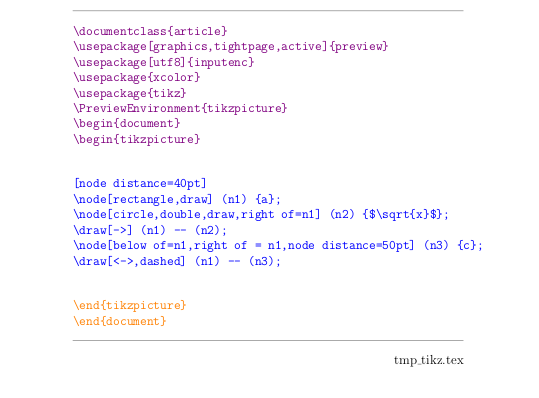 \documentclass{article}
\usepackage[graphics,tightpage,active]{preview}
\usepackage[utf8]{inputenc}
\usepackage{xcolor}
\usepackage{tikz}
\PreviewEnvironment{tikzpicture}
\begin{document}
\begin{tikzpicture}
[node distance=40pt]
\node[rectangle,draw] (n1) {a};
\node[circle,double,draw,right of=n1] (n2) {$\sqrt{x}$};
\draw[->] (n1) -- (n2);
\node[below of=n1,right of = n1,node distance=50pt] (n3) {c};
\draw[<->,dashed] (n1) -- (n3);
\end{tikzpicture}
\end{document}
tmp_tikz.tex